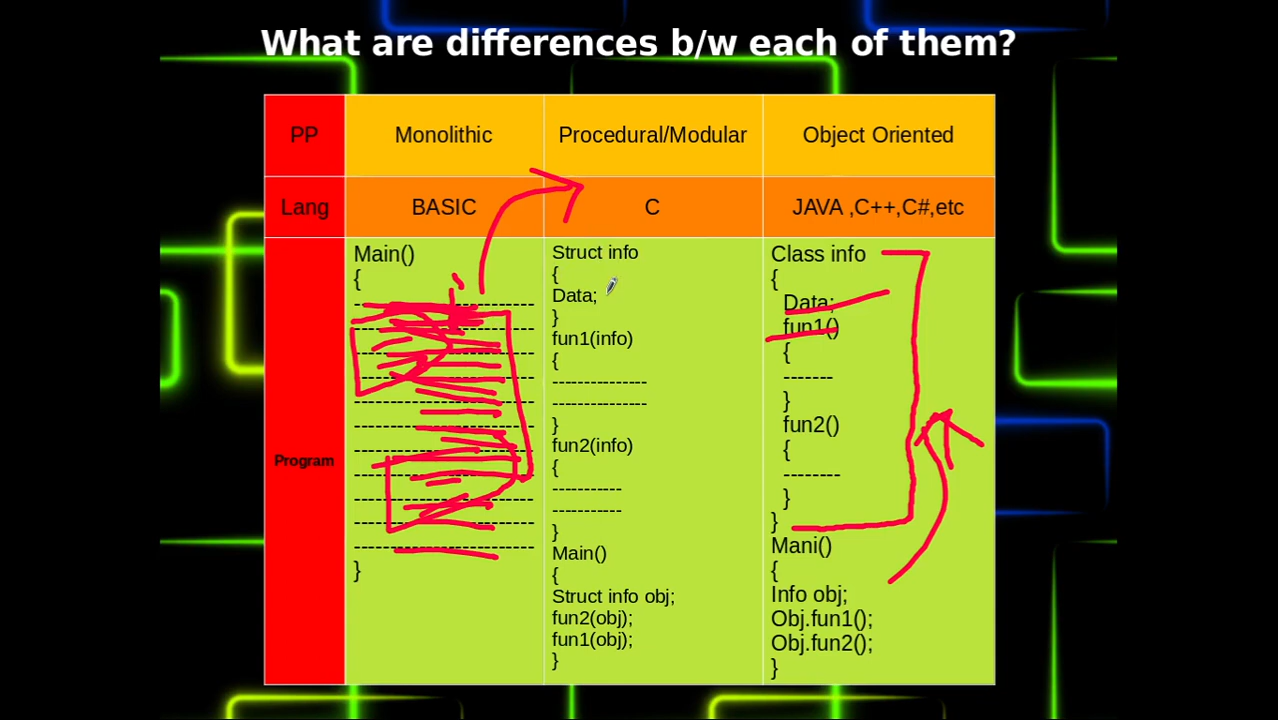 What are differences b/w each of them?
PP
Monolithic
Procedural/Modular
Object Oriented
Lang
BASIC
C
JAVA ,C++,C#,etc
Program
Main()
{
------------------------
------------------------
------------------------
------------------------
------------------------
------------------------
------------------------
------------------------
------------------------
------------------------
------------------------
}
Struct info
{
Data;
}
fun1(info)
{
---------------
---------------
}
fun2(info)
{
-----------
-----------
}
Main()
{
Struct info obj;
fun2(obj);
fun1(obj);
}
Class info
{
Data;
fun1()
{
-------
}
fun2()
{
--------
}
}
Mani()
{
Info obj;
Obj.fun1();
Obj.fun2();
}